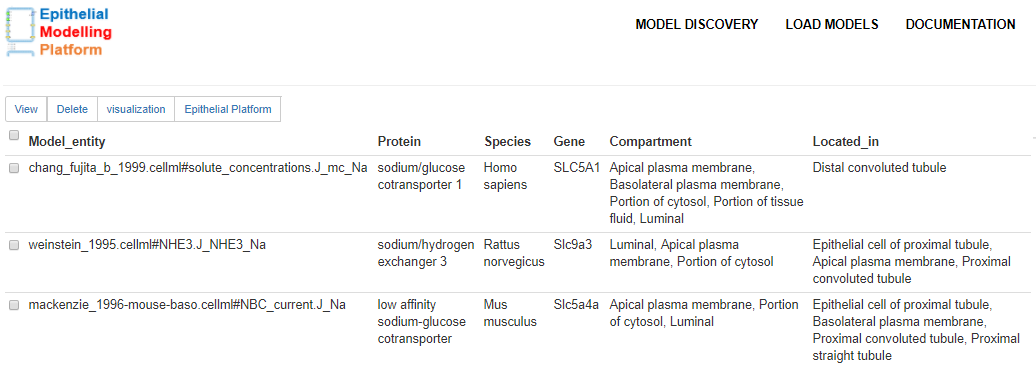 Epithelial
Modelling
Platform
MODEL DISCOVERY LOAD MODELS DOCUMENTATION
View Delete visualization Epithelial Platform
Model_entity Protein Species Gene Compartment Located_in
chang_fujita_b_1999.cellml#solute_concentrations.J_mc_Na sodium/glucose Homo SLC5A1 Apical plasma membrane, Distal convoluted tubule
cotransporter 1 sapiens Basolateral plasma membrane,
Portion of cytosol, Portion of tissue
fluid, Luminal
weinstein_1995.cellml#NHE3.J_NHE3_Na sodium/hydrogen Rattus Slc9a3 Luminal, Apical plasma Epithelial cell of proximal tubule,
exchanger 3 norvegicus membrane, Portion of cytosol Apical plasma membrane, Proximal
convoluted tubule
mackenzie_1996-mouse-baso.cellml#NBC_current.J_Na low affinity Mus Slc5a4a Apical plasma membrane, Portion Epithelial cell of proximal tubule,
sodium-glucose musculus of cytosol, Luminal Basolateral plasma membrane,
cotransporter Proximal convoluted tubule, Proximal
straight tubule